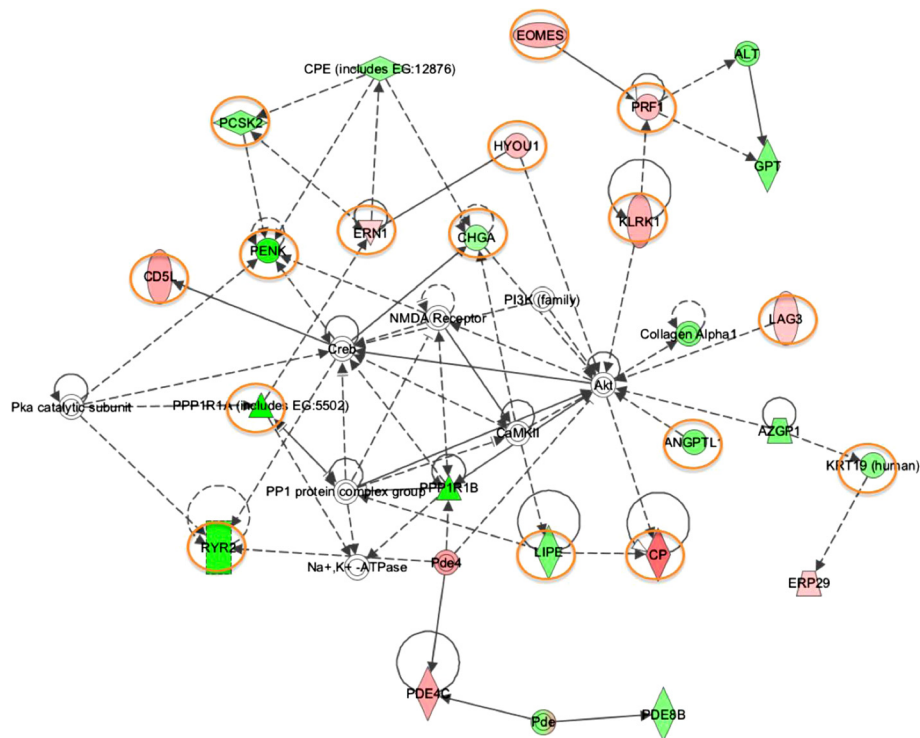 EOMES
ALT
CPE (includes EG:12876)
PRF1
PCSK2
HYOU1
GPT
KLRK1
ERN1
CHGA
PENK
CD5L
PI3K (family)
NMDA Receptor
LAG3
Collagen Alpha1
Creb
Akt
Pka catalytic subunit
PPP1R1A (includes EG:5502)
CaMKII
AZGP1
ANGPTL1
KRT19 (human)
PP1 protein complex group
PPP1R1B
RYR2
LIPE
CP
Na+,K+ -ATPase
Pde4
ERP29
PDE4C
Pde
PDE8B